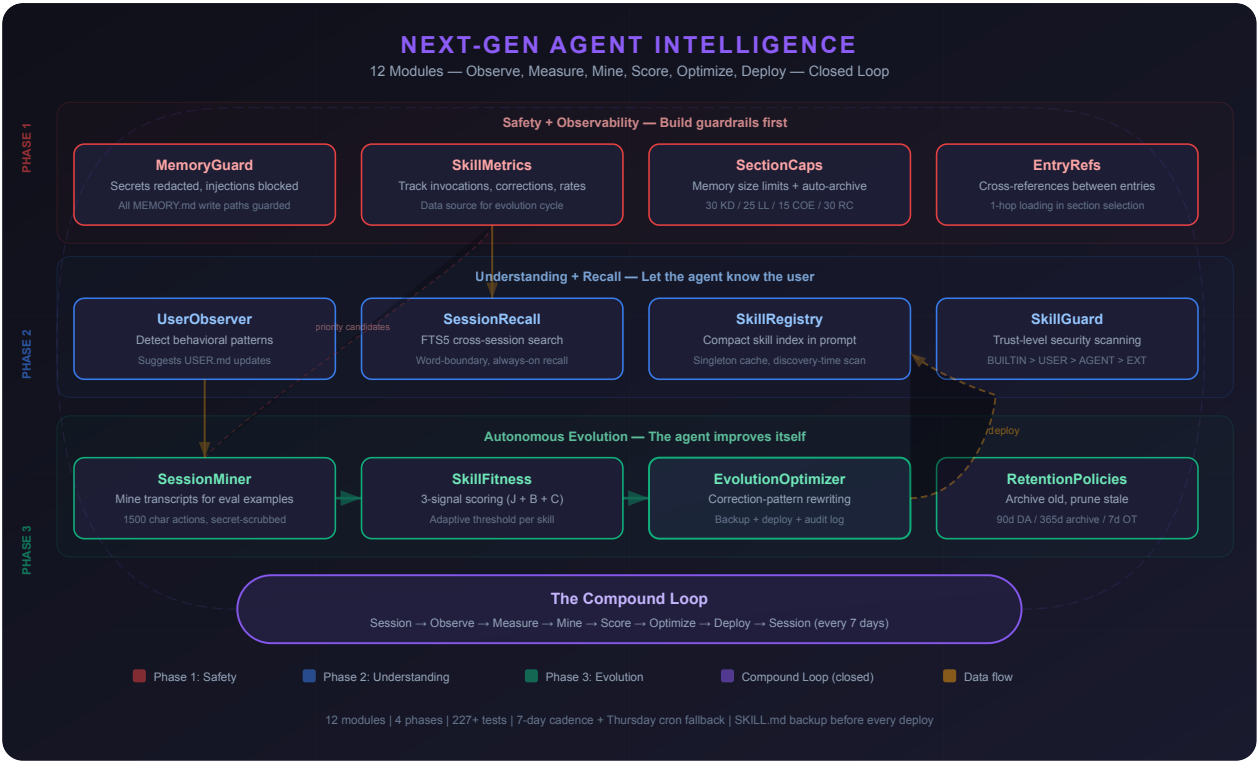 NEXT-GEN AGENT INTELLIGENCE
12 Modules — Observe, Measure, Mine, Score, Optimize, Deploy — Closed Loop
PHASE 1
Safety + Observability — Build guardrails first
MemoryGuard
Secrets redacted, injections blocked
All MEMORY.md write paths guarded
SkillMetrics
Track invocations, corrections, rates
Data source for evolution cycle
SectionCaps
Memory size limits + auto-archive
30 KD / 25 LL / 15 COE / 30 RC
EntryRefs
Cross-references between entries
1-hop loading in section selection
PHASE 2
Understanding + Recall — Let the agent know the user
UserObserver
Detect behavioral patterns
Suggests USER.md updates
priority candidates
SessionRecall
FTS5 cross-session search
Word-boundary, always-on recall
SkillRegistry
Compact skill index in prompt
Singleton cache, discovery-time scan
SkillGuard
Trust-level security scanning
BUILTIN > USER > AGENT > EXT
deploy
PHASE 3
Autonomous Evolution — The agent improves itself
SessionMiner
Mine transcripts for eval examples
1500 char actions, secret-scrubbed
SkillFitness
3-signal scoring (J + B + C)
Adaptive threshold per skill
EvolutionOptimizer
Correction-pattern rewriting
Backup + deploy + audit log
RetentionPolicies
Archive old, prune stale
90d DA / 365d archive / 7d OT
The Compound Loop
Session → Observe → Measure → Mine → Score → Optimize → Deploy → Session (every 7 days)
Phase 1: Safety
Phase 2: Understanding
Phase 3: Evolution
Compound Loop (closed)
Data flow
12 modules | 4 phases | 227+ tests | 7-day cadence + Thursday cron fallback | SKILL.md backup before every deploy